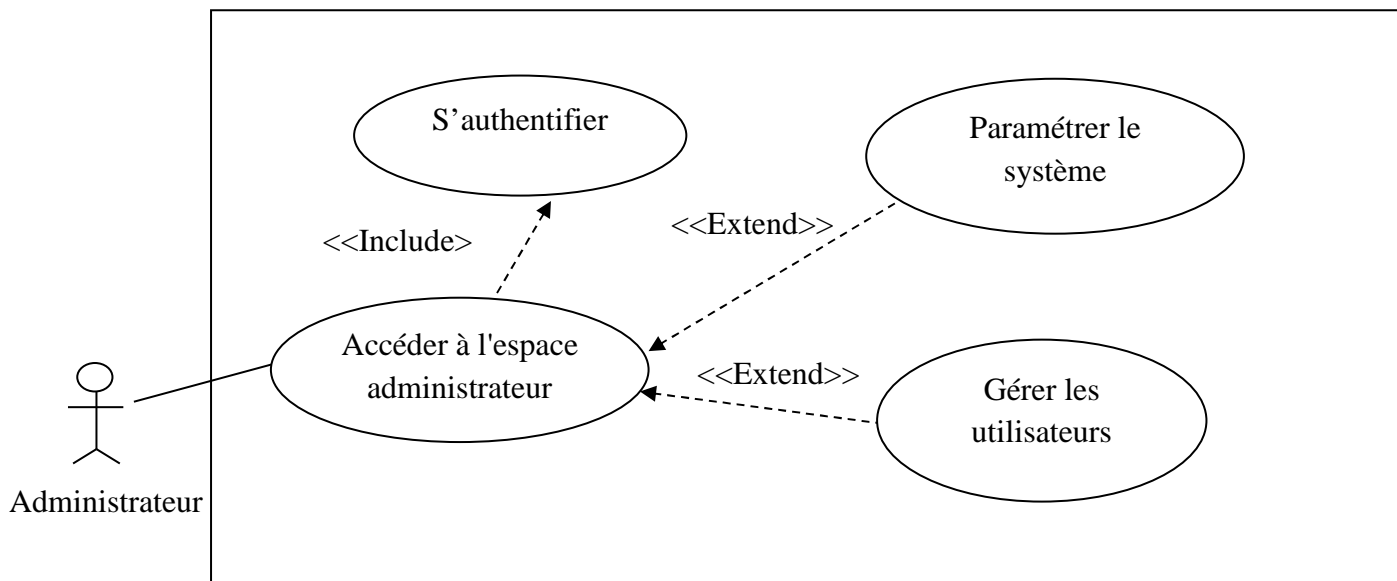 S’authentifier
Paramétrer le
système
<<Include>
<<Extend>>
Accéder à l'espace
administrateur
<<Extend>>
Gérer les
utilisateurs
Administrateur